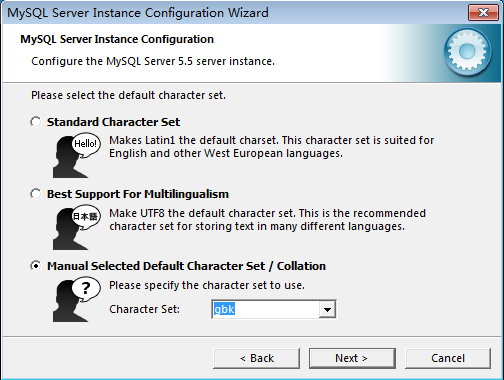 MySQL Server Instance Configuration Wizard
MySQL Server Instance Configuration
Configure the MySQL Server 5.5 server instance.
Please select the default character set.
Standard Character Set
Hello!
Makes Latin1 the default charset. This character set is suited for
English and other West European languages.
Best Support For Multilingualism
日本語
Make UTF8 the default character set. This is the recommended
character set for storing text in many different languages.
Manual Selected Default Character Set / Collation
?
Please specify the character set to use.
Character Set: gbk
< Back Next > Cancel